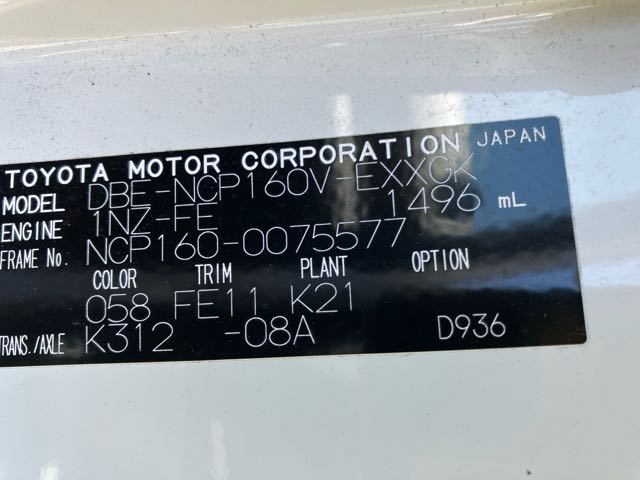 TOYOTA MOTOR CORPORATION JAPAN
MODEL DBE-NCP160V-EXXGK
ENGINE 1NZ-FE 1496 mL
FRAME No. NCP160-0075577
COLOR TRIM PLANT OPTION
058 FE11 K21
TRANS./AXLE K312 -08A D936